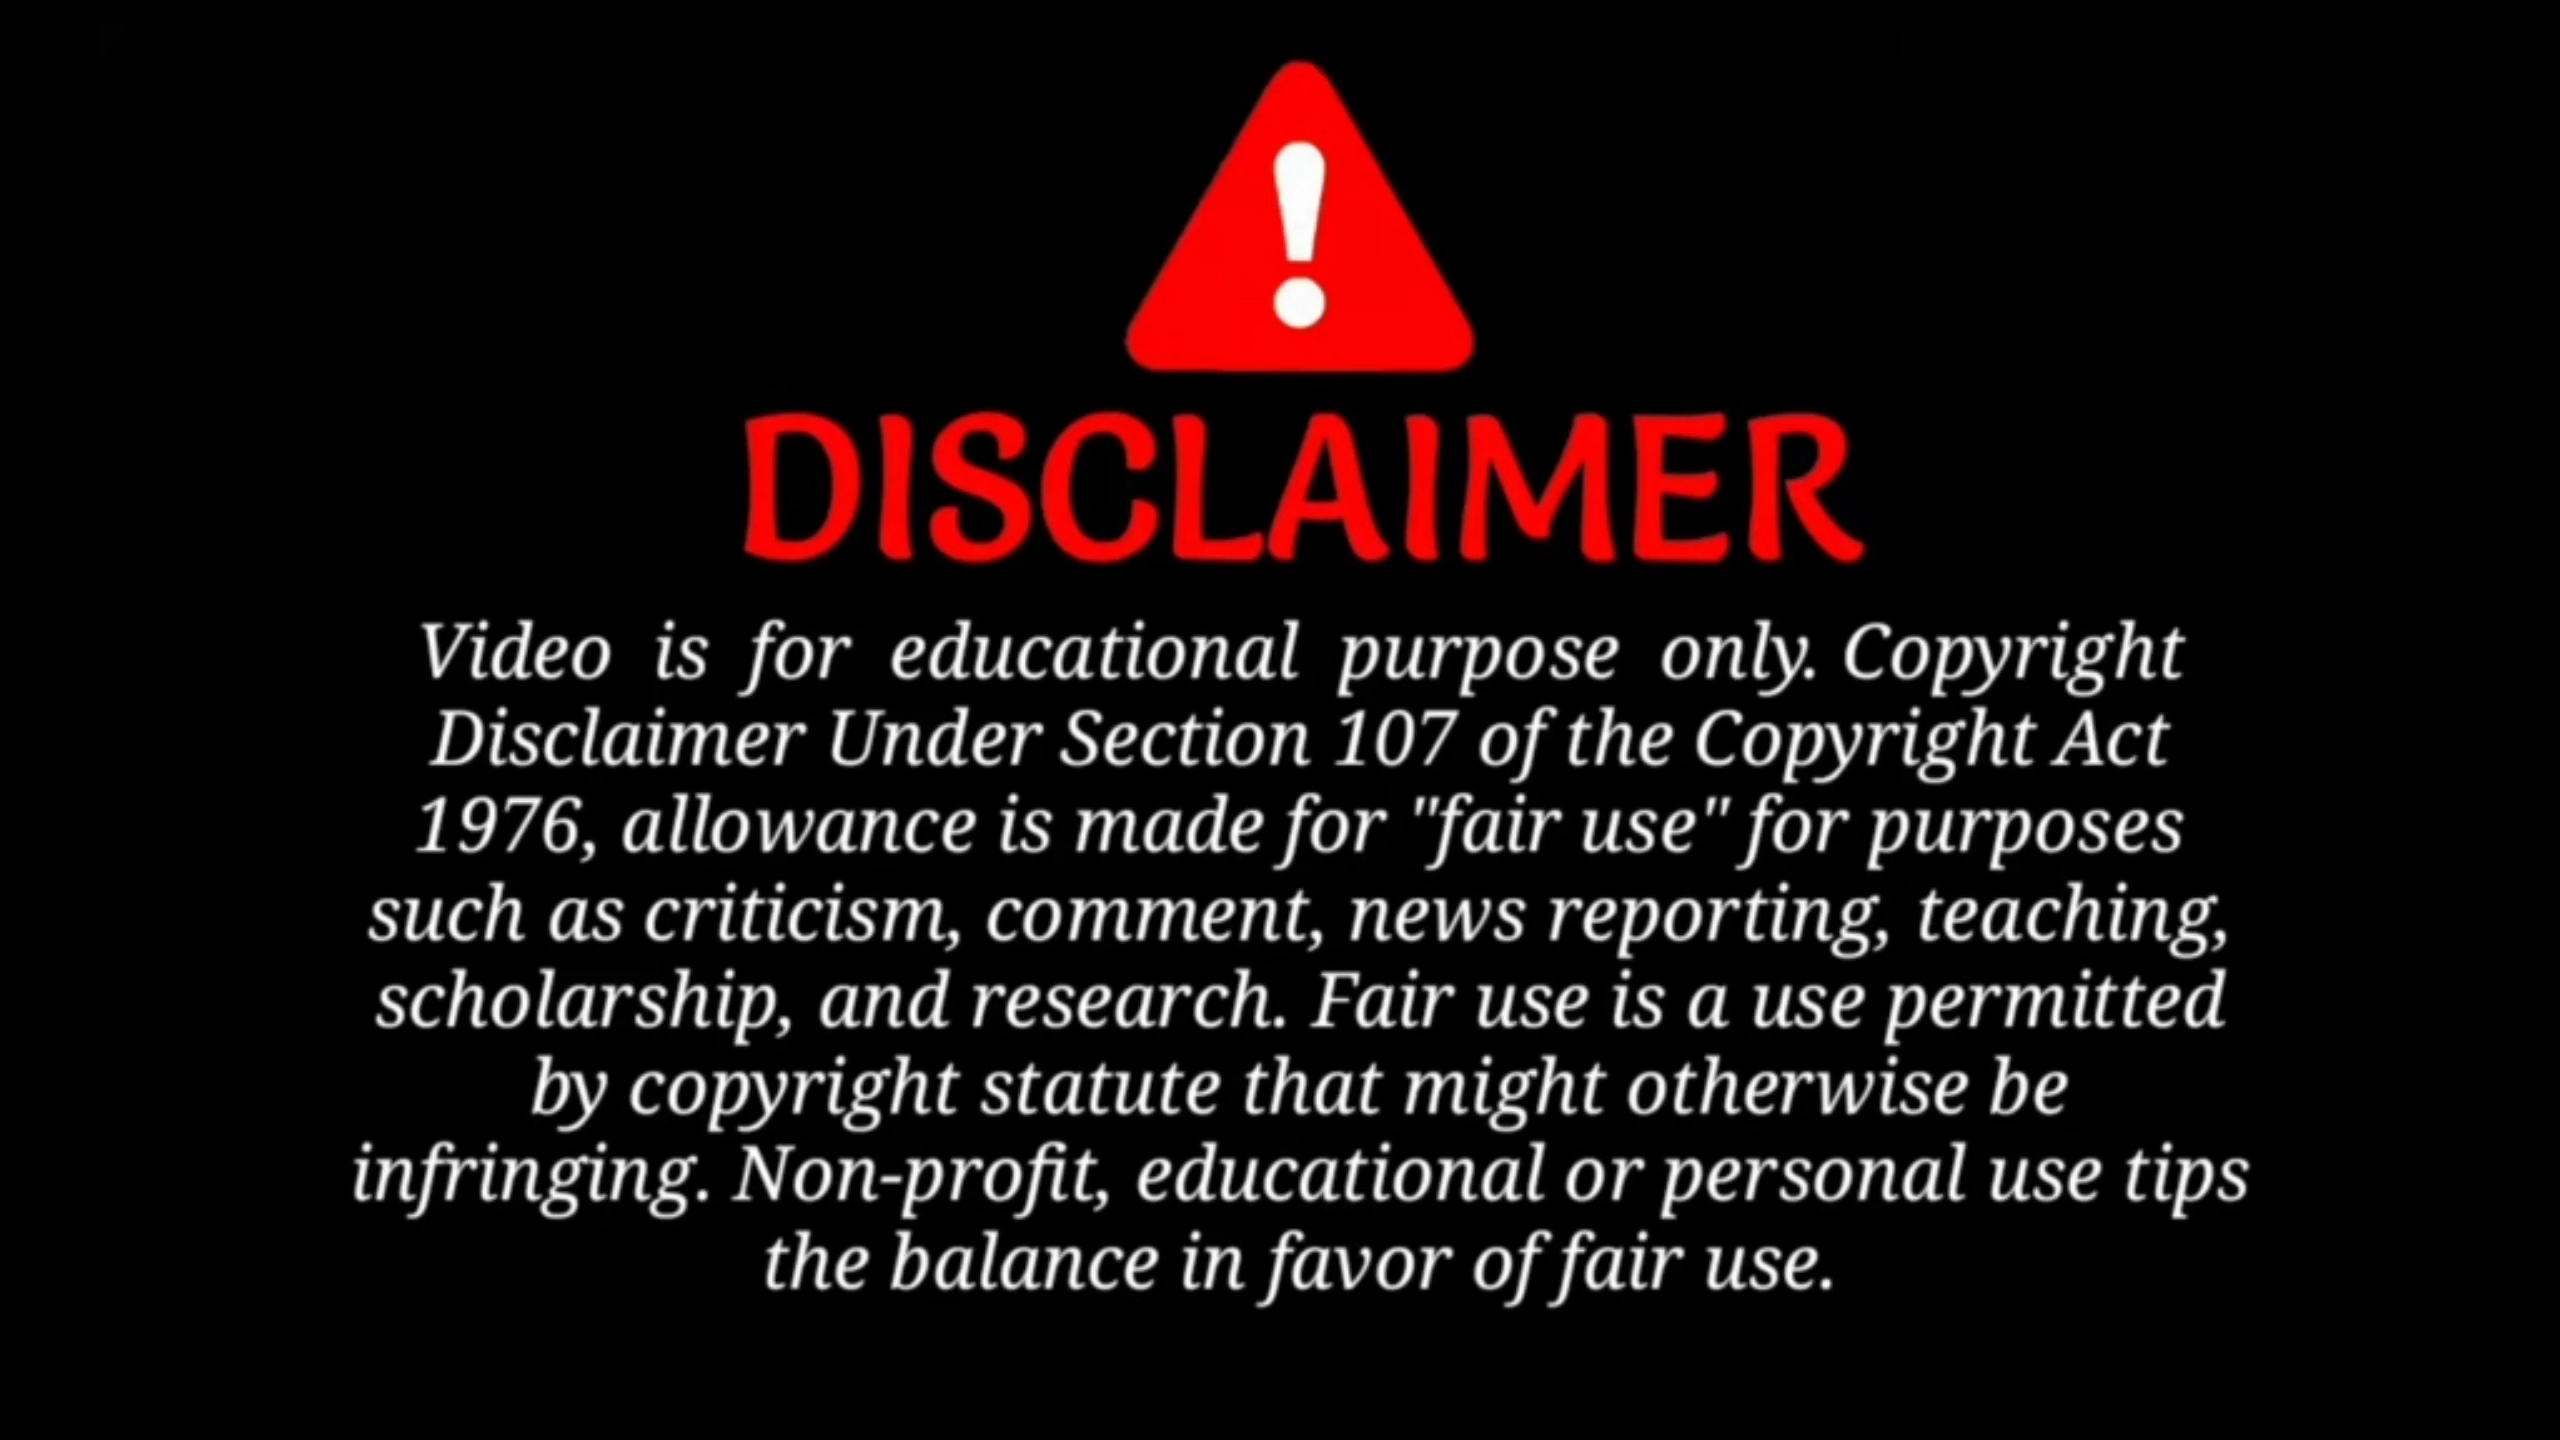 DISCLAIMER
Video is for educational purpose only. Copyright
Disclaimer Under Section 107 of the Copyright Act
1976, allowance is made for "fair use" for purposes
such as criticism, comment, news reporting, teaching,
scholarship, and research. Fair use is a use permitted
by copyright statute that might otherwise be
infringing. Non-profit, educational or personal use tips
the balance in favor of fair use.